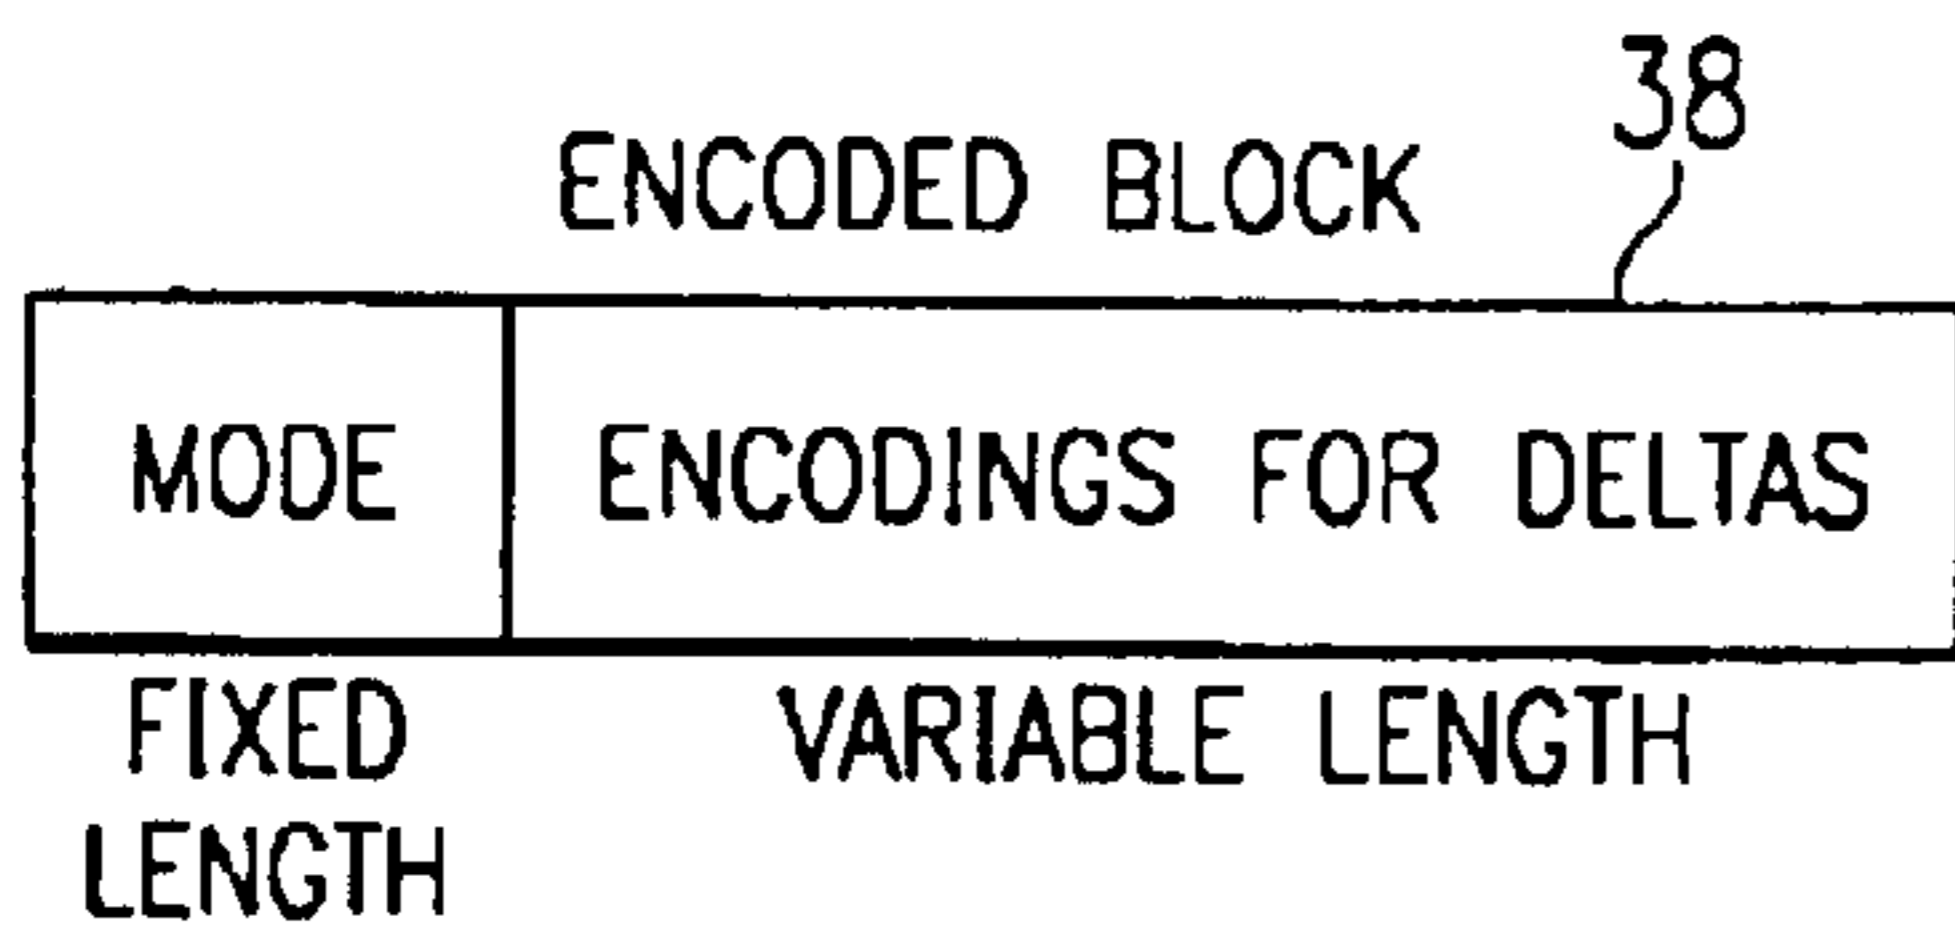 38
ENCODED BLOCK
MODE
ENCODINGS FOR DELTAS
FIXED
LENGTH
VARIABLE LENGTH